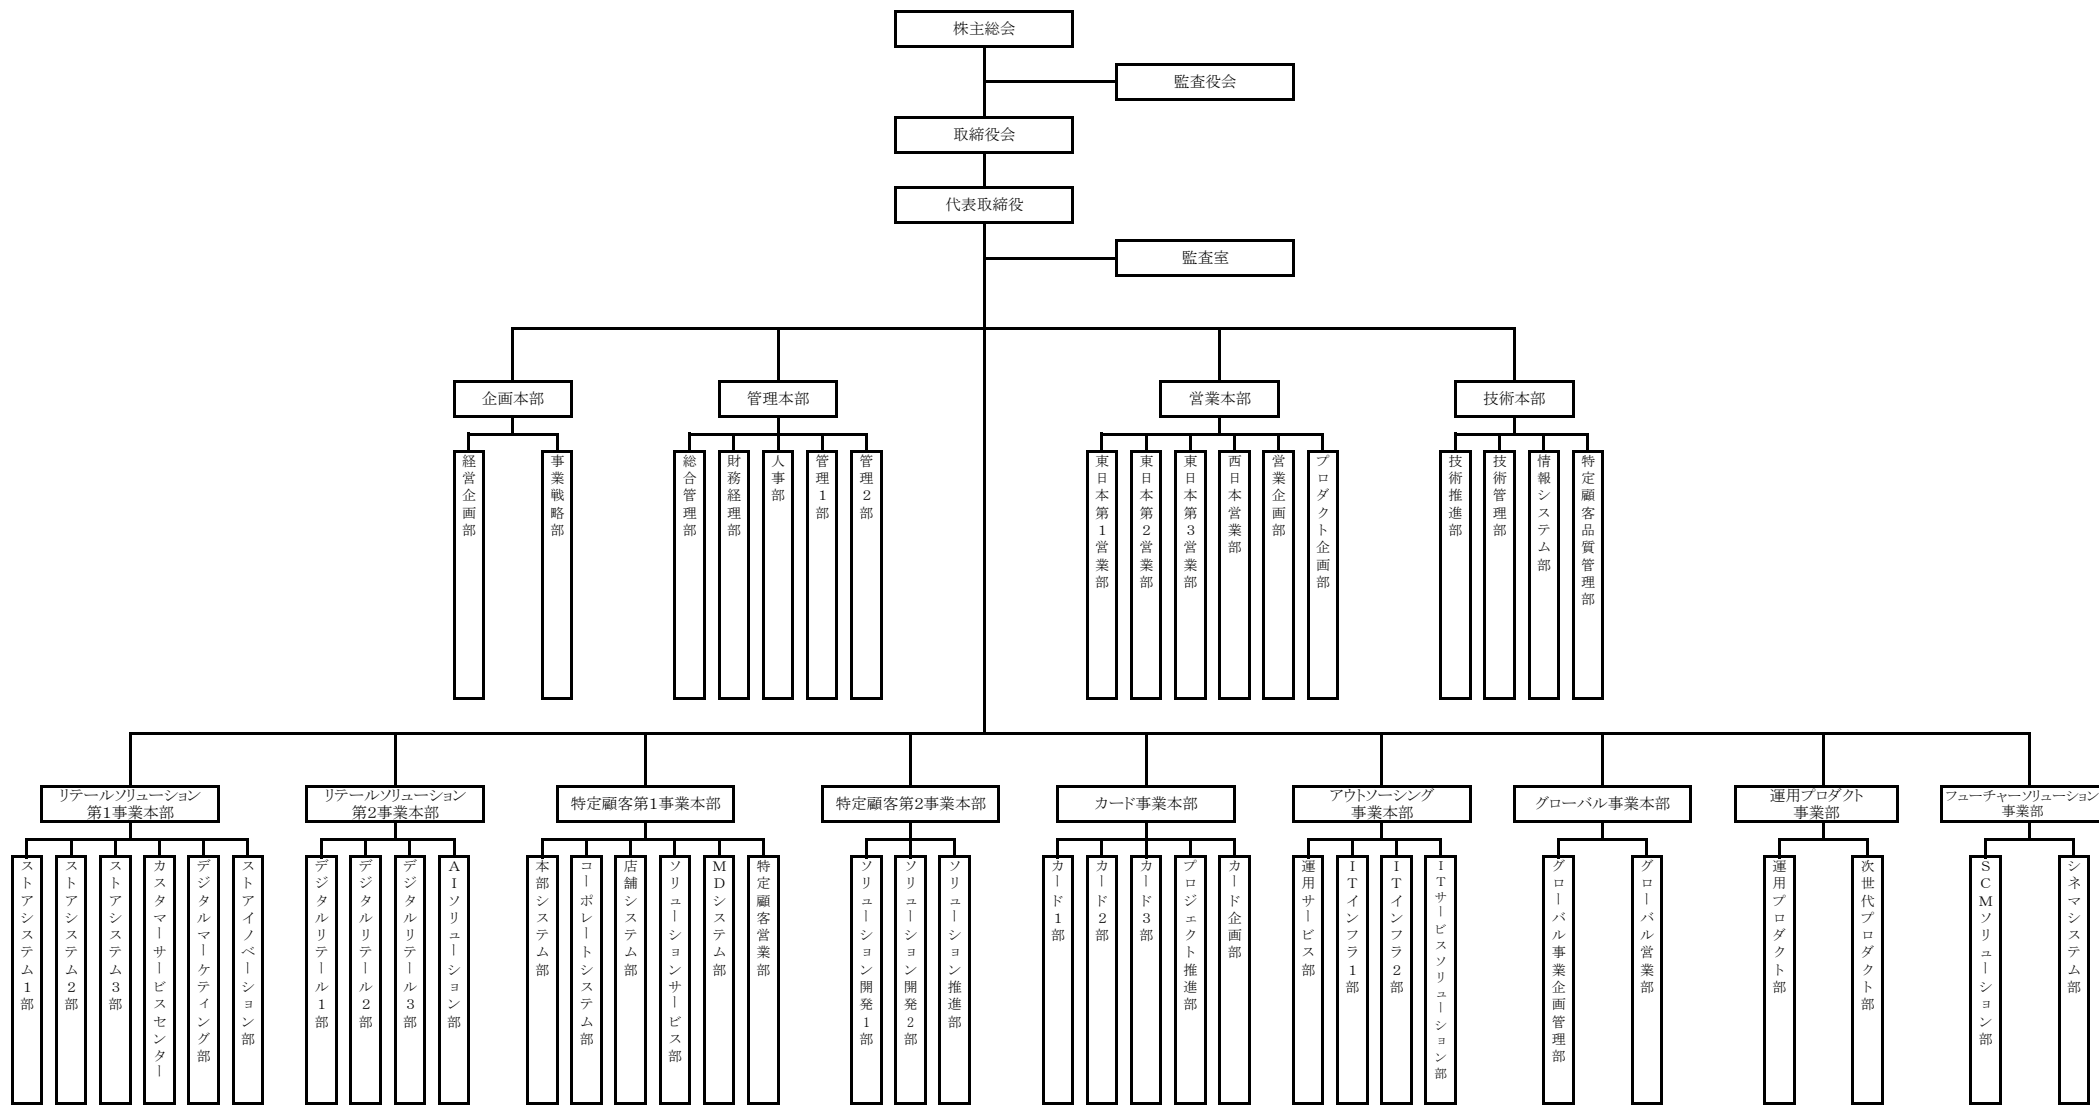 株主総会
監査役会
取締役会
代表取締役
監査室
企画本部
管理本部
営業本部
技術本部
経営企画部
事業戦略部
総合管理部
財務経理部
人事部
管理1部
管理2部
東日本第1営業部
東日本第2営業部
東日本第3営業部
西日本営業部
営業企画部
プロダクト企画部
技術推進部
技術管理部
情報システム部
特定顧客品質管理部
リテールソリューション
第1事業本部
リテールソリューション
第2事業本部
特定顧客第1事業本部
特定顧客第2事業本部
カード事業本部
アウトソーシング
事業本部
グローバル事業本部
運用プロダクト
事業部
フューチャーソリューション
事業部
ストアシステム1部
ストアシステム2部
ストアシステム3部
カスタマーサービスセンター
デジタルマーケティング部
ストアイノベーション部
デジタルリテール1部
デジタルリテール2部
デジタルリテール3部
AIソリューション部
本部システム部
コーポレートシステム部
店舗システム部
ソリューションサービス部
MDシステム部
特定顧客営業部
ソリューション開発1部
ソリューション開発2部
ソリューション推進部
カード1部
カード2部
カード3部
プロジェクト推進部
カード企画部
運用サービス部
ITインフラ1部
ITインフラ2部
ITサービスソリューション部
グローバル事業企画管理部
グローバル営業部
運用プロダクト部
次世代プロダクト部
SCMソリューション部
シネマシステム部